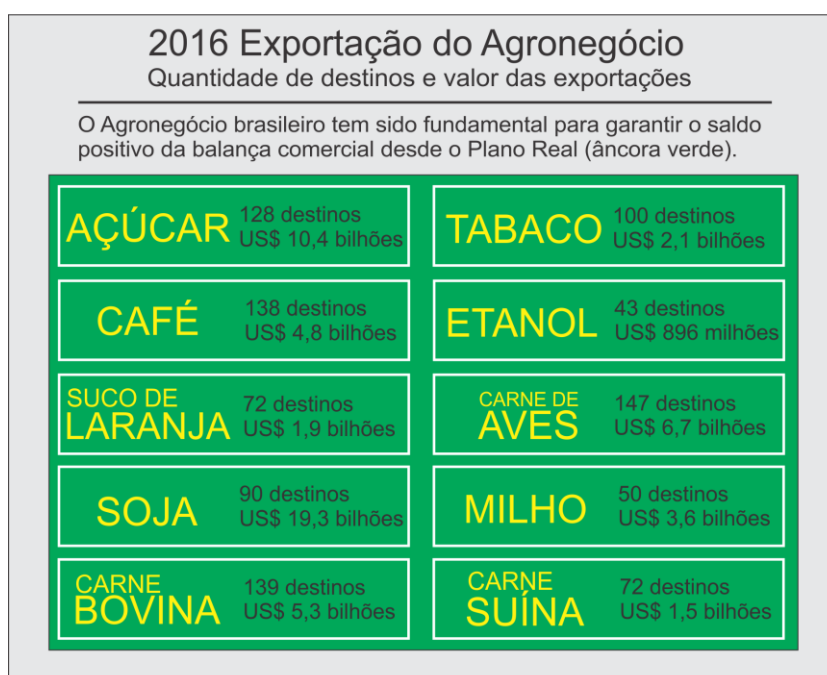 2016 Exportação do Agronegócio
Quantidade de destinos e valor das exportações
O Agronegócio brasileiro tem sido fundamental para garantir o saldo
positivo da balança comercial desde o Plano Real (âncora verde).
AÇÚCAR
128 destinos
US$ 10,4 bilhões
TABACO
100 destinos
US$ 2,1 bilhões
CAFÉ
138 destinos
US$ 4,8 bilhões
ETANOL
43 destinos
US$ 896 milhões
SUCO DE
LARANJA
72 destinos
US$ 1,9 bilhões
CARNE DE
AVES
147 destinos
US$ 6,7 bilhões
SOJA
90 destinos
US$ 19,3 bilhões
MILHO
50 destinos
US$ 3,6 bilhões
CARNE
BOVINA
139 destinos
US$ 5,3 bilhões
CARNE
SUÍNA
72 destinos
US$ 1,5 bilhões